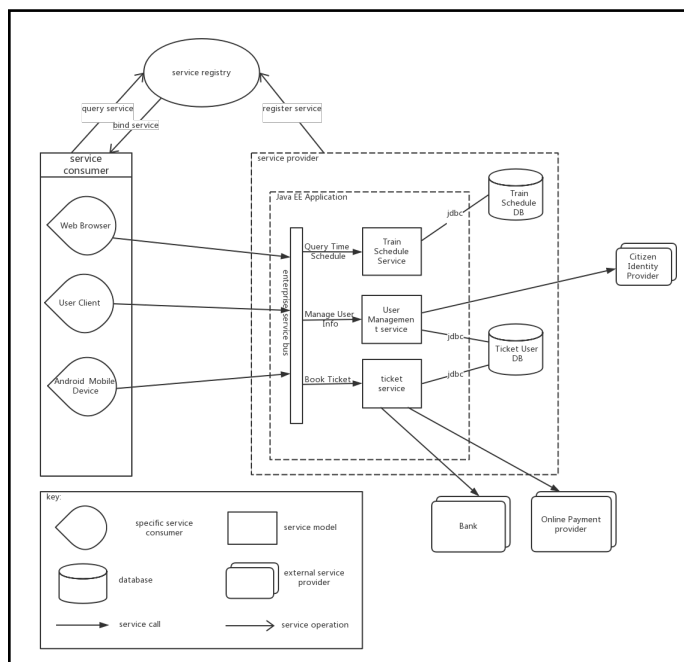 service registry
query service
bind service
register service
service
consumer
service provider
Java EE Application
Train
Schedule
DB
jdbc
Web Browser
Query Time
Schedule
Train
Schedule
Service
Citizen
Identity
Provider
enterprise service bus
User Client
Manage User
Info
User
Managemen
t service
jdbc
Ticket User
DB
Android Mobile
Device
Book Ticket
ticket
service
jdbc
Bank
Online Payment
provider
key:
specific service
consumer
service model
database
external service
provider
service call
service operation